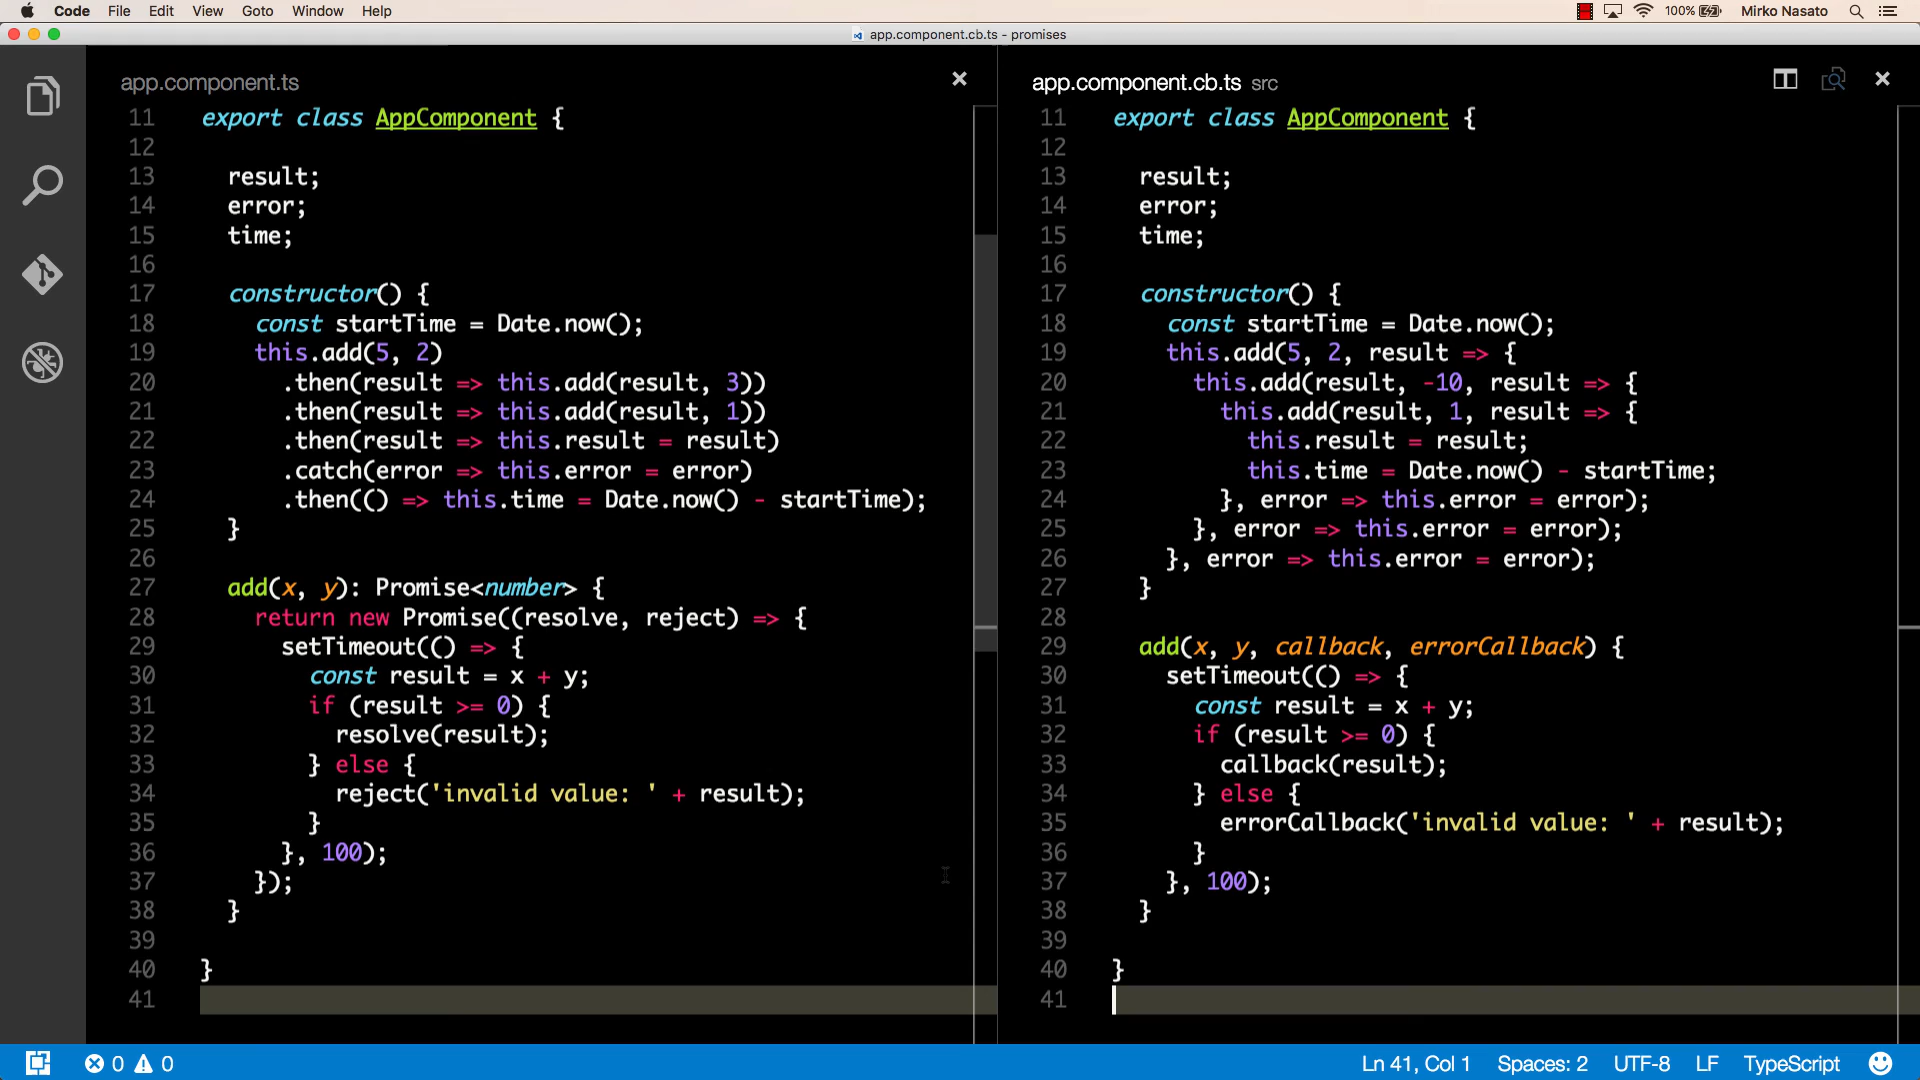 Code File Edit View Goto Window Help 100% Mirko Nasato
app.component.cb.ts - promises
app.component.ts
11 export class AppComponent {
12
13 result;
14 error;
15 time;
16
17 constructor() {
18 const startTime = Date.now();
19 this.add(5, 2)
20 .then(result => this.add(result, 3))
21 .then(result => this.add(result, 1))
22 .then(result => this.result = result)
23 .catch(error => this.error = error)
24 .then(() => this.time = Date.now() - startTime);
25 }
26
27 add(x, y): Promise<number> {
28 return new Promise((resolve, reject) => {
29 setTimeout(() => {
30 const result = x + y;
31 if (result >= 0) {
32 resolve(result);
33 } else {
34 reject('invalid value: ' + result);
35 }
36 }, 100);
37 });
38 }
39
40 }
41
app.component.cb.ts src
11 export class AppComponent {
12
13 result;
14 error;
15 time;
16
17 constructor() {
18 const startTime = Date.now();
19 this.add(5, 2, result => {
20 this.add(result, -10, result => {
21 this.add(result, 1, result => {
22 this.result = result;
23 this.time = Date.now() - startTime;
24 }, error => this.error = error);
25 }, error => this.error = error);
26 }, error => this.error = error);
27 }
28
29 add(x, y, callback, errorCallback) {
30 setTimeout(() => {
31 const result = x + y;
32 if (result >= 0) {
33 callback(result);
34 } else {
35 errorCallback('invalid value: ' + result);
36 }
37 }, 100);
38 }
39
40 }
41
0 0 Ln 41, Col 1 Spaces: 2 UTF-8 LF TypeScript